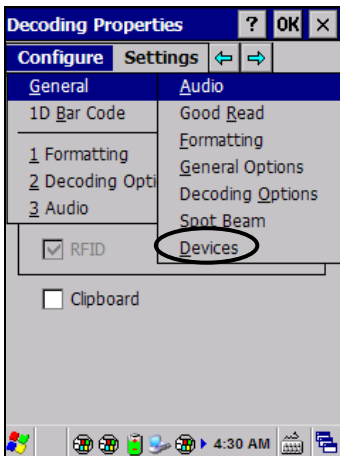 Decoding Properties ? OK ×
Configure Settings
General
1D Bar Code
1 Formatting
2 Decoding Opti
3 Audio
Audio
Good Read
Formatting
General Options
Decoding Options
Spot Beam
Devices
RFID
Clipboard
4:30 AM